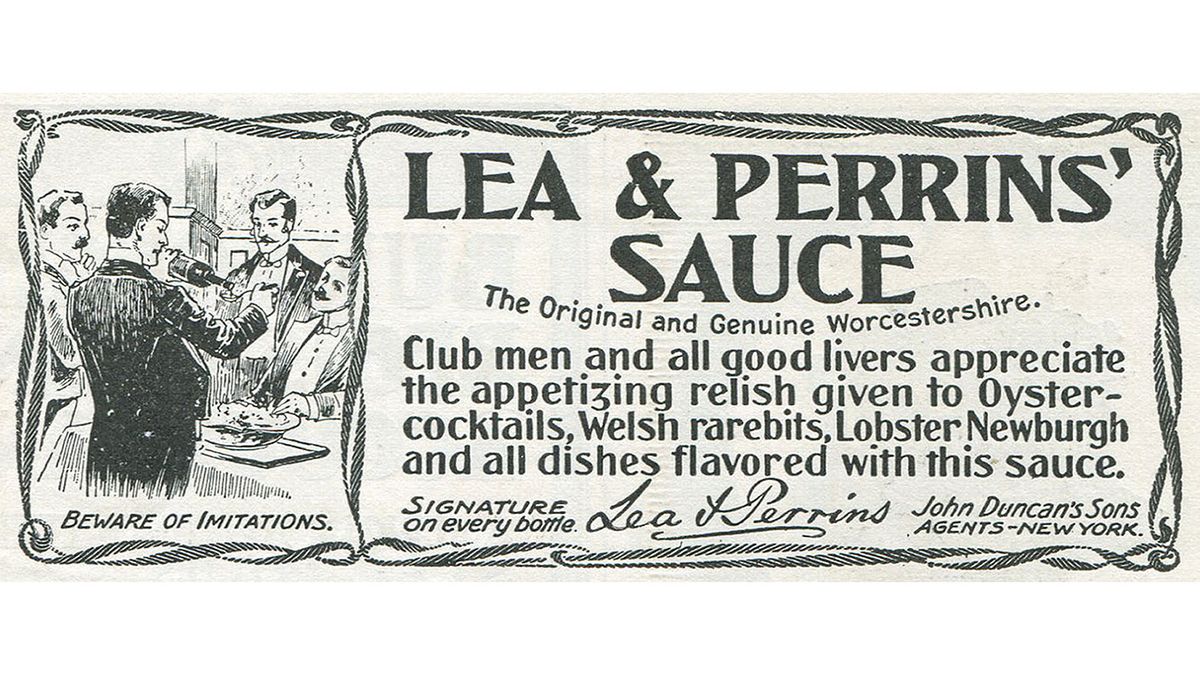 LEA & PERRINS'
SAUCE
The Original and Genuine Worcestershire.
Club men and all good livers appreciate
the appetizing relish given to Oyster-
cocktails, Welsh rarebits, Lobster Newburgh
and all dishes flavored with this sauce.
SIGNATURE
on every bottle.
Lea & Perrins
John Duncan's Sons
AGENTS-NEW YORK.
BEWARE OF IMITATIONS.